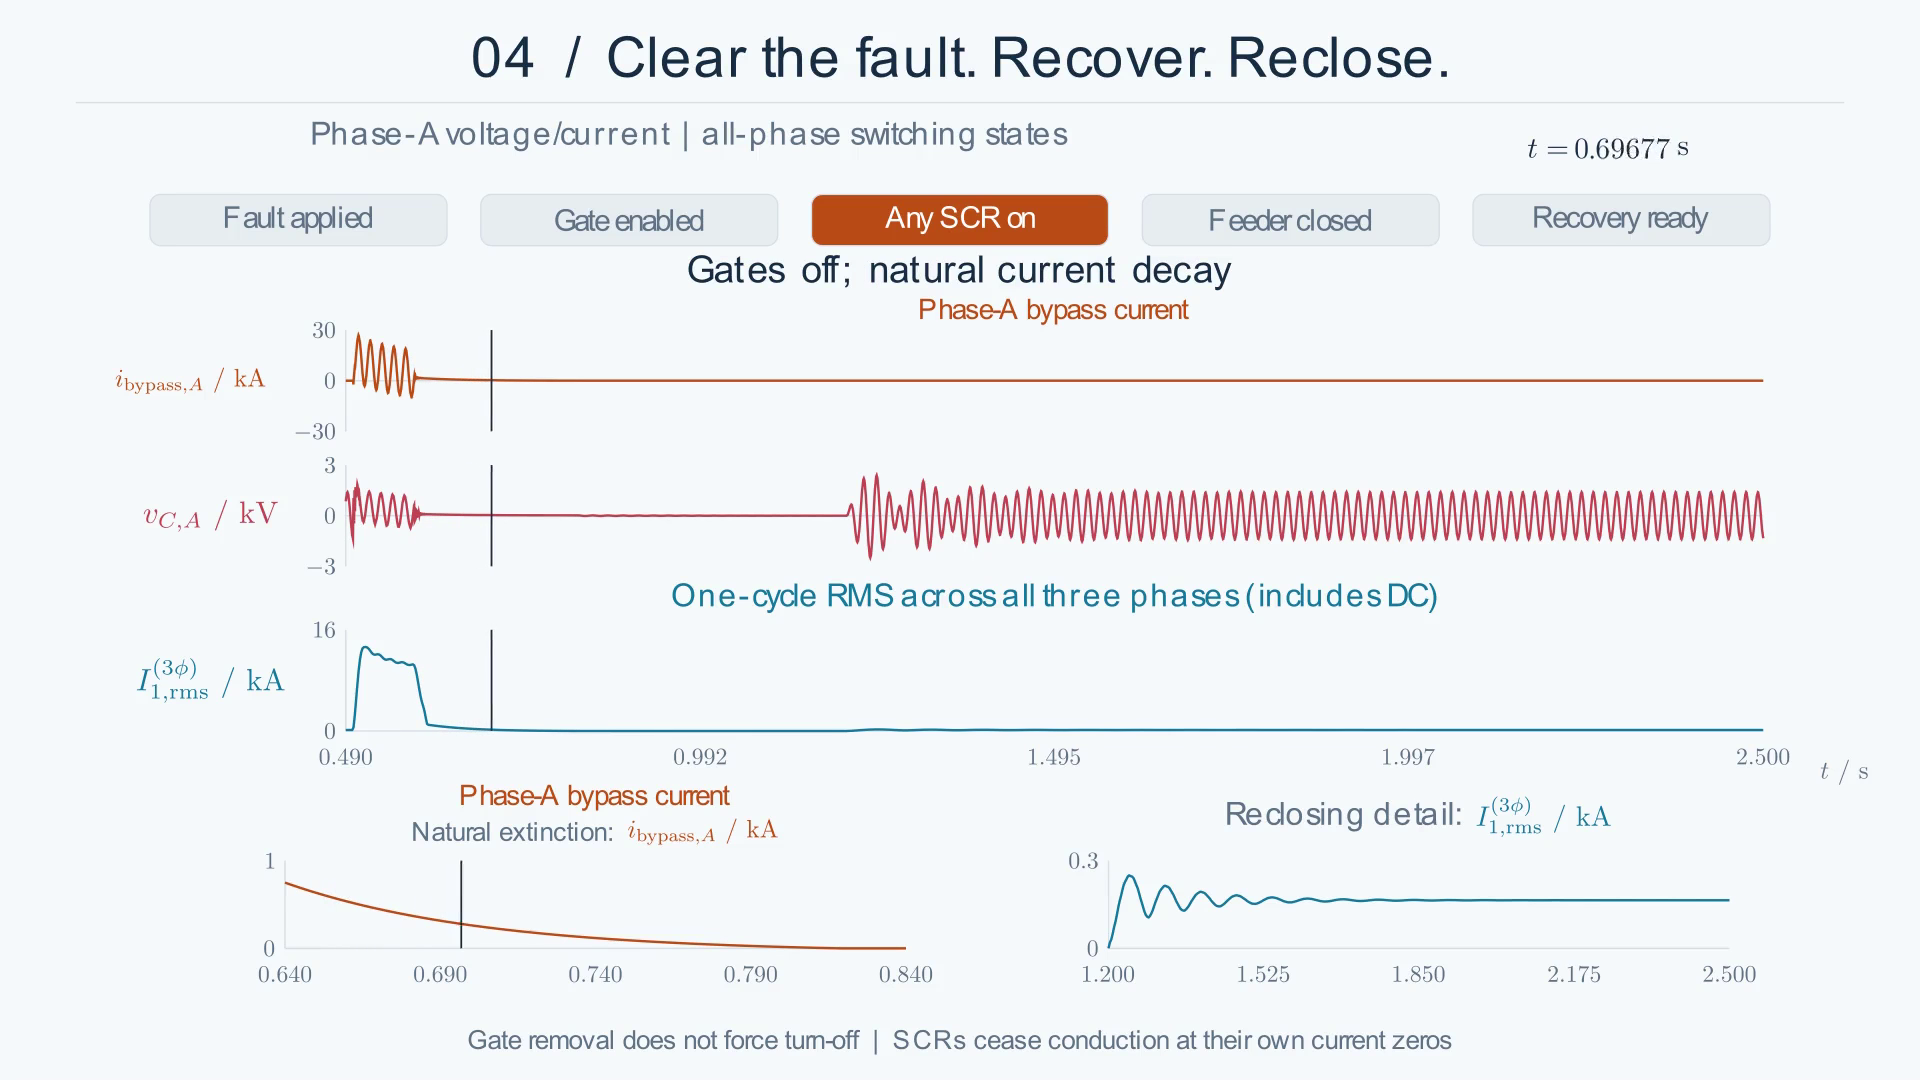 04 / Clear the fault. Recover. Reclose.
Phase-A voltage/current | all-phase switching states
t = 0.69677 s
Fault applied
Gate enabled
Any SCR on
Feeder closed
Recovery ready
Gates off; natural current decay
Phase-A bypass current
30
0
−30
i_bypass,A / kA
3
0
−3
v_C,A / kV
One-cycle RMS across all three phases (includes DC)
16
0
I_1,rms^(3ϕ) / kA
0.490 0.992 1.495 1.997 2.500
t / s
Phase-A bypass current
Natural extinction: i_bypass,A / kA
1
0
0.640 0.690 0.740 0.790 0.840
Reclosing detail: I_1,rms^(3ϕ) / kA
0.3
0
1.200 1.525 1.850 2.175 2.500
Gate removal does not force turn-off | SCRs cease conduction at their own current zeros